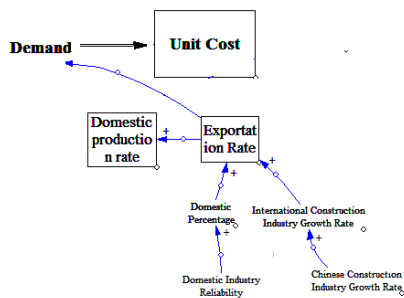 Demand
Unit Cost
Domestic
productio
n rate
+
Exportat
ion Rate
+
+
Domestic
Percentage
+
International Construction
Industry Growth Rate
+
Domestic Industry
Reliability
Chinese Construction
Industry Growth Rate